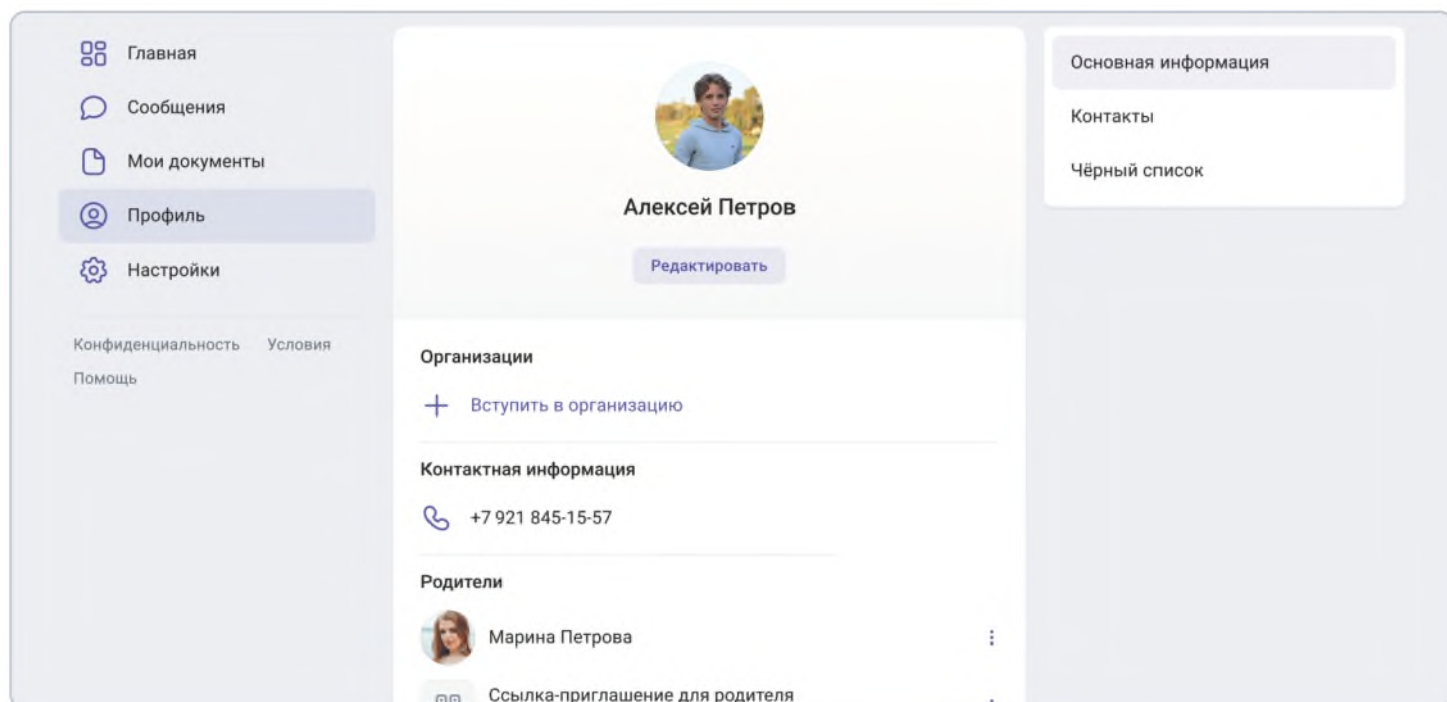 Главная
Сообщения
Мои документы
Профиль
Настройки
Конфиденциальность Условия
Помощь
Алексей Петров
Редактировать
Организации
Вступить в организацию
Контактная информация
+7 921 845-15-57
Родители
Марина Петрова
Ссылка-приглашение для родителя
Основная информация
Контакты
Чёрный список